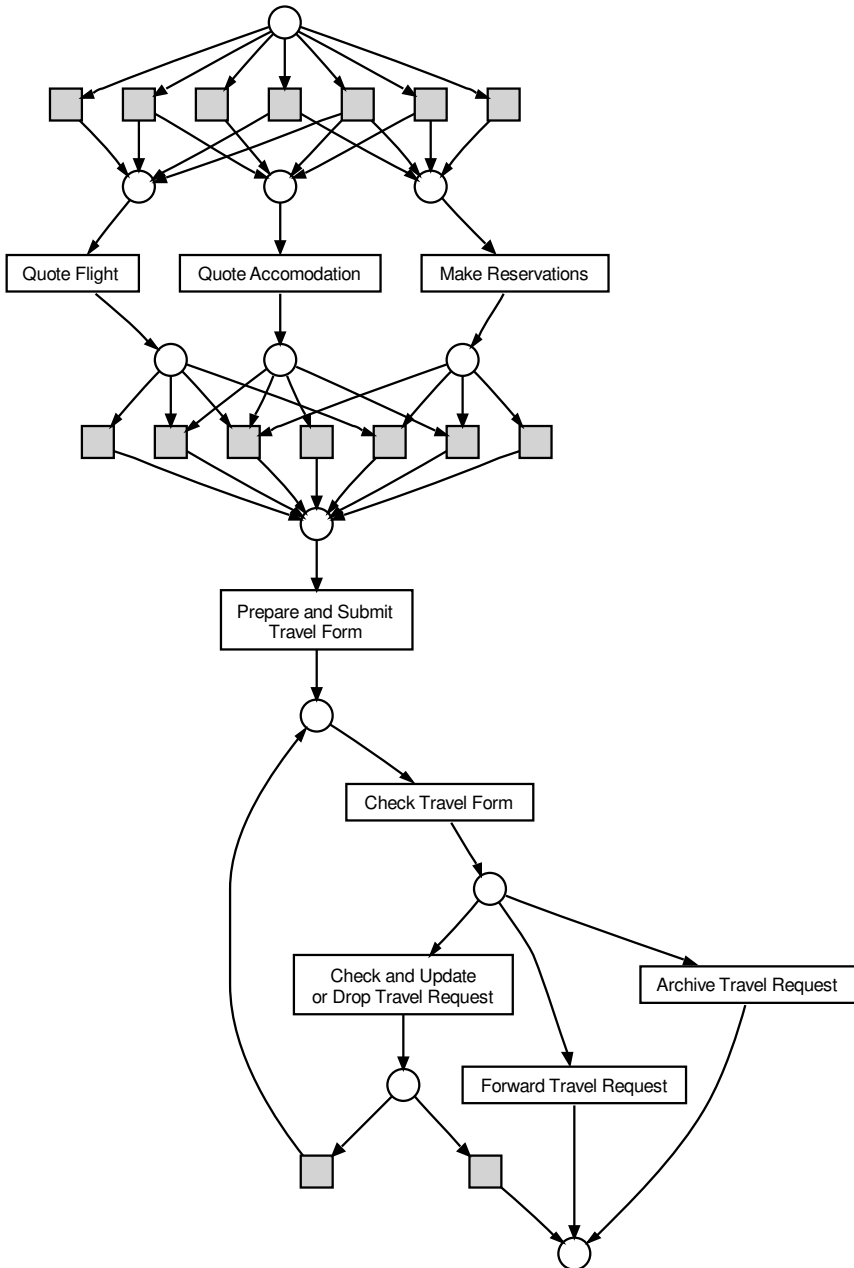 Quote Flight
Quote Accomodation
Make Reservations
Prepare and Submit
Travel Form
Check Travel Form
Check and Update
or Drop Travel Request
Archive Travel Request
Forward Travel Request